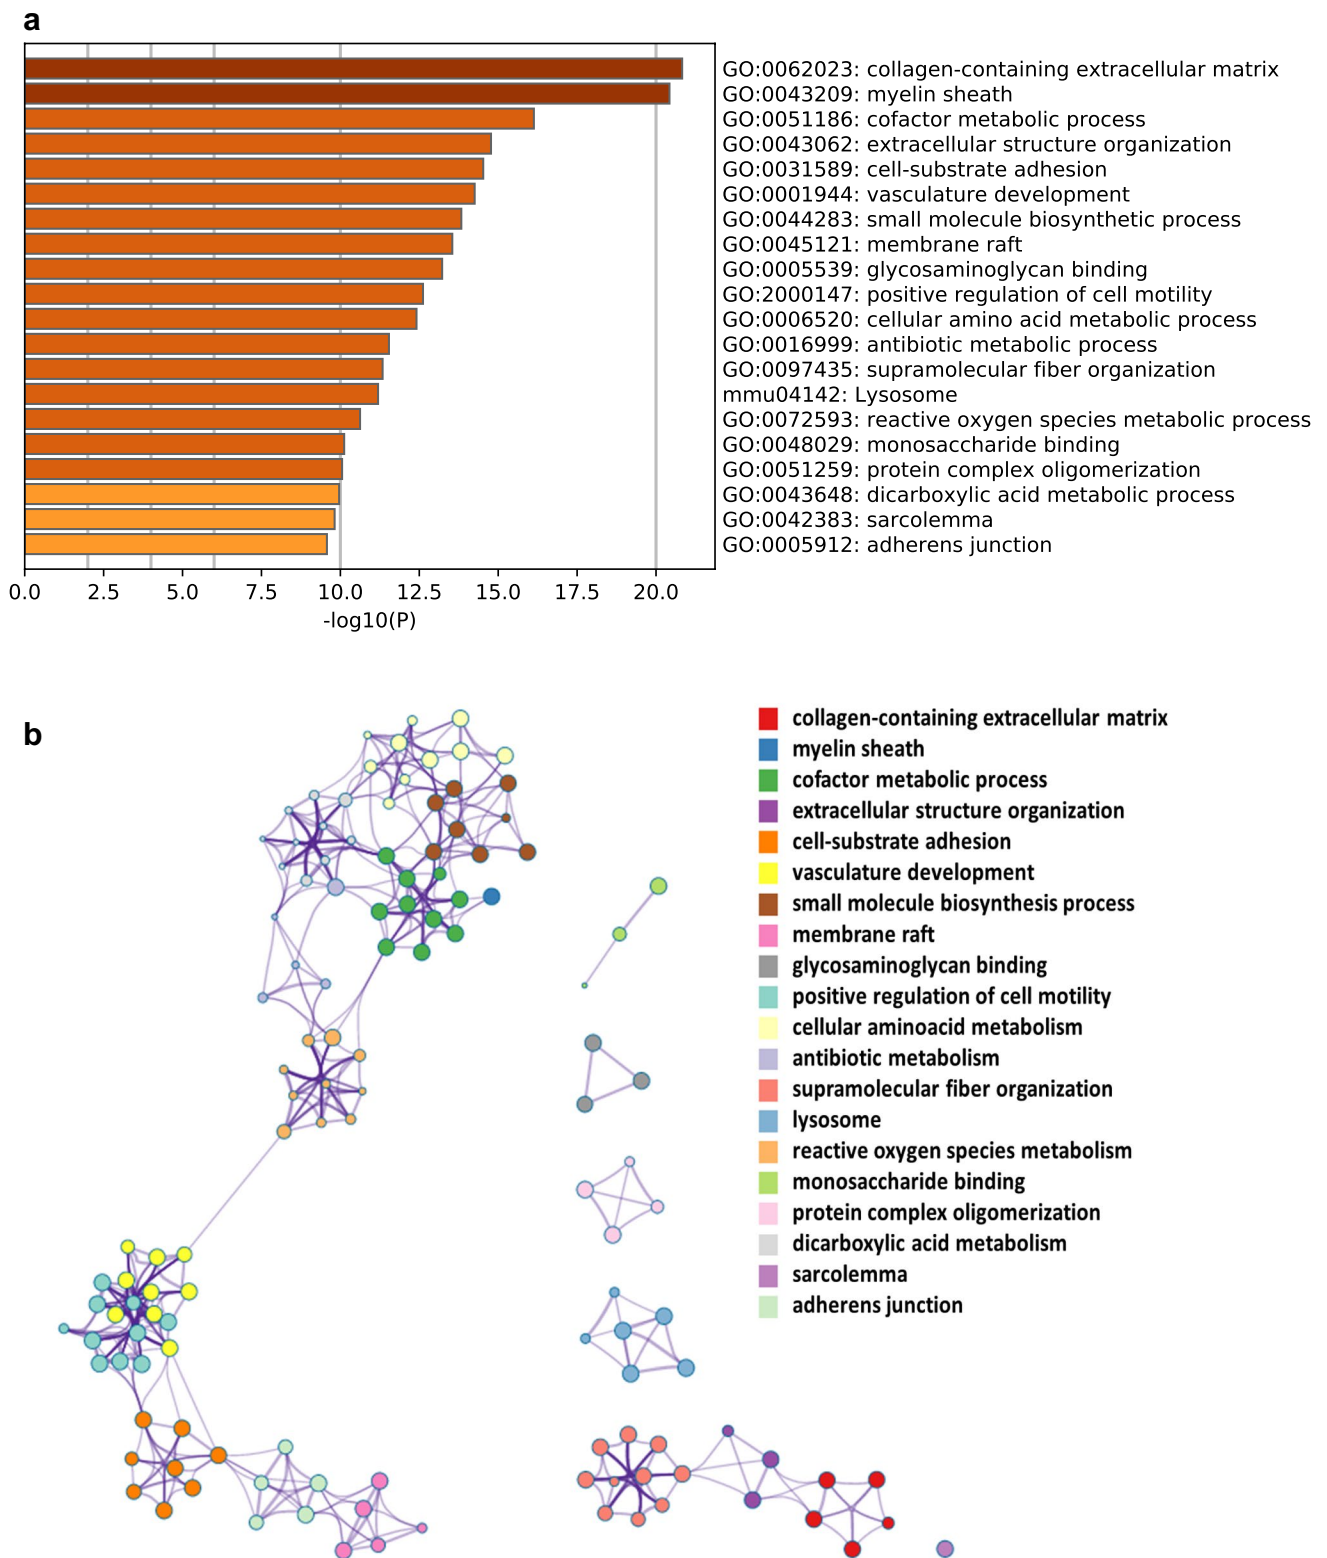 a
GO:0062023: collagen-containing extracellular matrix
GO:0043209: myelin sheath
GO:0051186: cofactor metabolic process
GO:0043062: extracellular structure organization
GO:0031589: cell-substrate adhesion
GO:0001944: vasculature development
GO:0044283: small molecule biosynthetic process
GO:0045121: membrane raft
GO:0005539: glycosaminoglycan binding
GO:2000147: positive regulation of cell motility
GO:0006520: cellular amino acid metabolic process
GO:0016999: antibiotic metabolic process
GO:0097435: supramolecular fiber organization
mmu04142: Lysosome
GO:0072593: reactive oxygen species metabolic process
GO:0048029: monosaccharide binding
GO:0051259: protein complex oligomerization
GO:0043648: dicarboxylic acid metabolic process
GO:0042383: sarcolemma
GO:0005912: adherens junction
0.0 2.5 5.0 7.5 10.0 12.5 15.0 17.5 20.0
-log10(P)
b
collagen-containing extracellular matrix
myelin sheath
cofactor metabolic process
extracellular structure organization
cell-substrate adhesion
vasculature development
small molecule biosynthesis process
membrane raft
glycosaminoglycan binding
positive regulation of cell motility
cellular aminoacid metabolism
antibiotic metabolism
supramolecular fiber organization
lysosome
reactive oxygen species metabolism
monosaccharide binding
protein complex oligomerization
dicarboxylic acid metabolism
sarcolemma
adherens junction